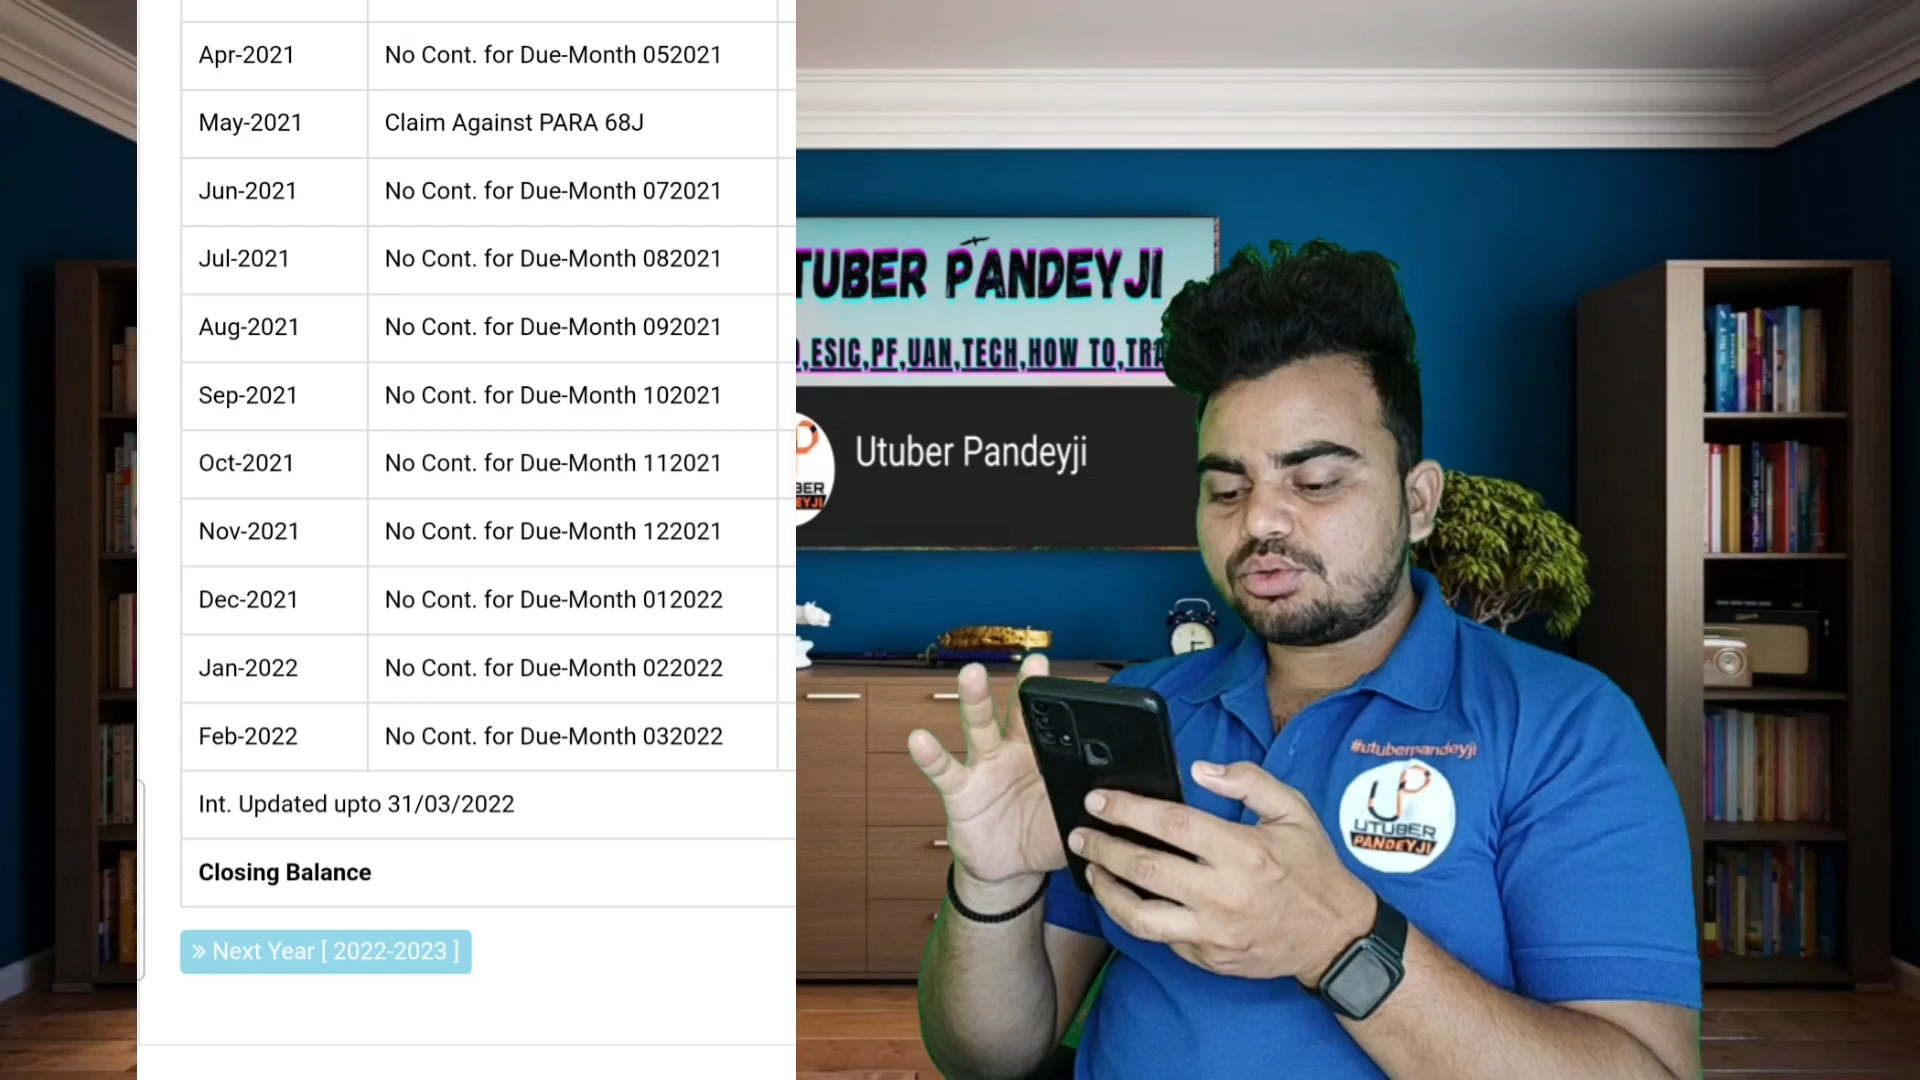 Apr-2021 No Cont. for Due-Month 052021
May-2021 Claim Against PARA 68J
Jun-2021 No Cont. for Due-Month 072021
Jul-2021 No Cont. for Due-Month 082021
Aug-2021 No Cont. for Due-Month 092021
Sep-2021 No Cont. for Due-Month 102021
Oct-2021 No Cont. for Due-Month 112021
Nov-2021 No Cont. for Due-Month 122021
Dec-2021 No Cont. for Due-Month 012022
Jan-2022 No Cont. for Due-Month 022022
Feb-2022 No Cont. for Due-Month 032022
Int. Updated upto 31/03/2022
Closing Balance
» Next Year [ 2022-2023 ]
TUBER PANDEYJI
,ESIC,PF,UAN,TECH,HOW TO,TRA
Utuber Pandeyji
BER
EYJI
#utuberpandeyji
UP
UTUBER
PANDEYJI